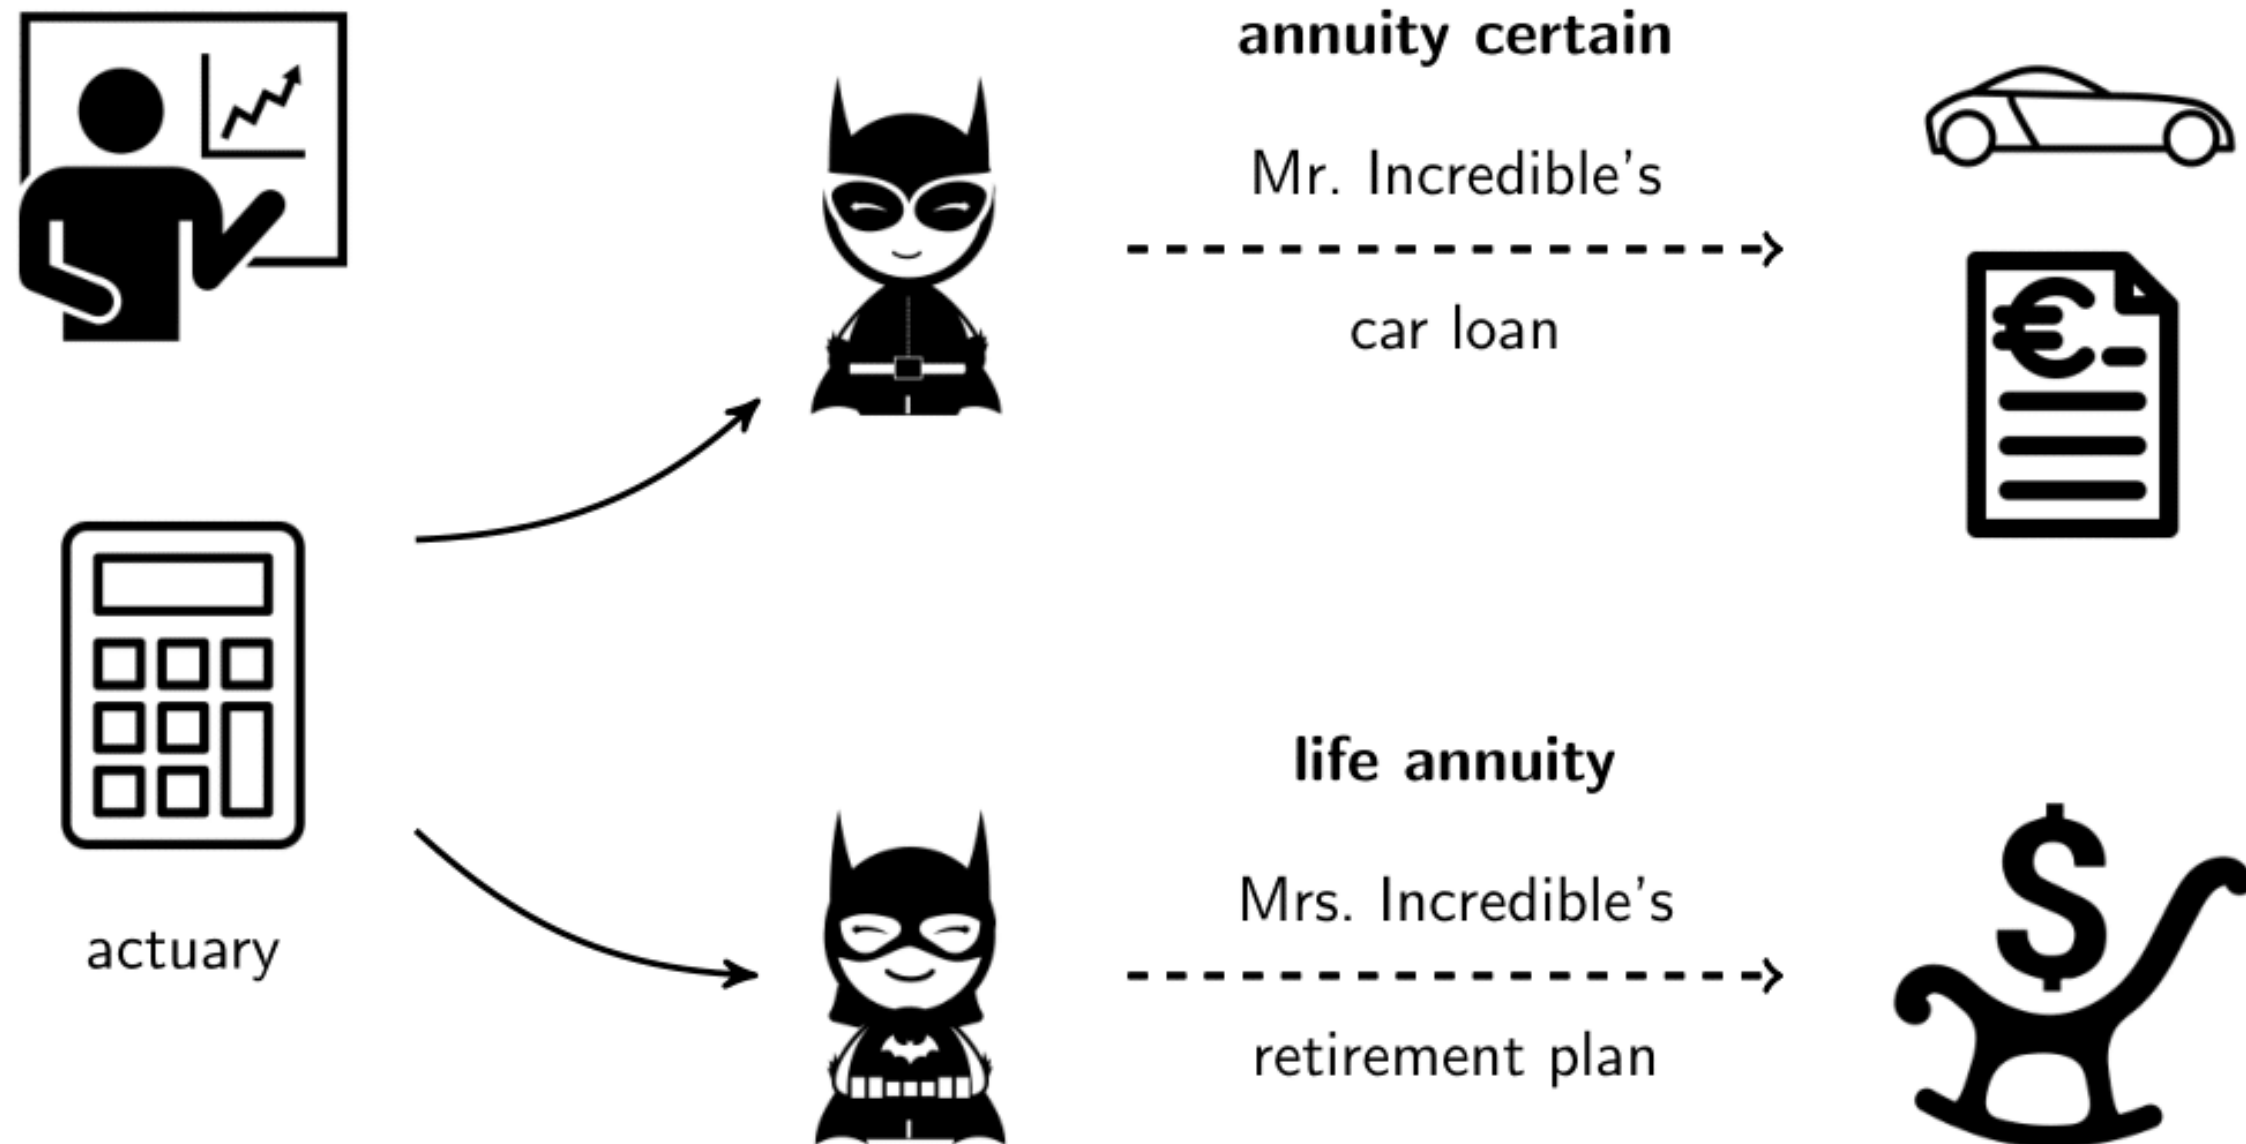 annuity certain
Mr. Incredible's
car loan
€
actuary
life annuity
Mrs. Incredible's
retirement plan
$